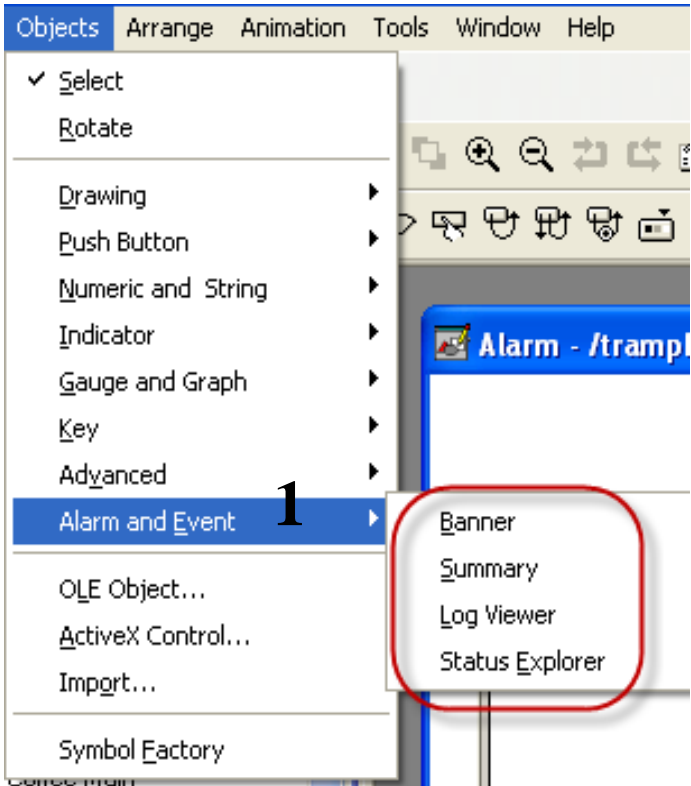 Objects Arrange Animation Tools Window Help
Select
Rotate
Drawing
Push Button
Numeric and String
Indicator
Gauge and Graph
Key
Advanced
Alarm and Event 1
OLE Object...
ActiveX Control...
Import...
Symbol Factory
Alarm - /trampl
Banner
Summary
Log Viewer
Status Explorer